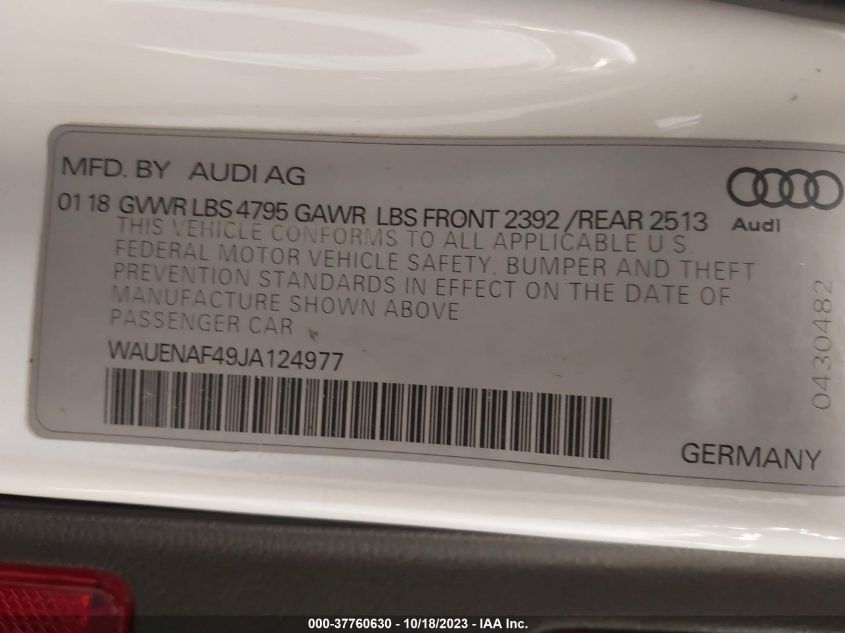 MFD. BY AUDI AG
01 18 GVWR LBS 4795 GAWR LBS FRONT 2392 /REAR 2513
Audi
THIS VEHICLE CONFORMS TO ALL APPLICABLE U.S.
FEDERAL MOTOR VEHICLE SAFETY, BUMPER AND THEFT
PREVENTION STANDARDS IN EFFECT ON THE DATE OF
MANUFACTURE SHOWN ABOVE
PASSENGER CAR
WAUENAF49JA124977
0430482
GERMANY
000-37760630 - 10/18/2023 - IAA Inc.